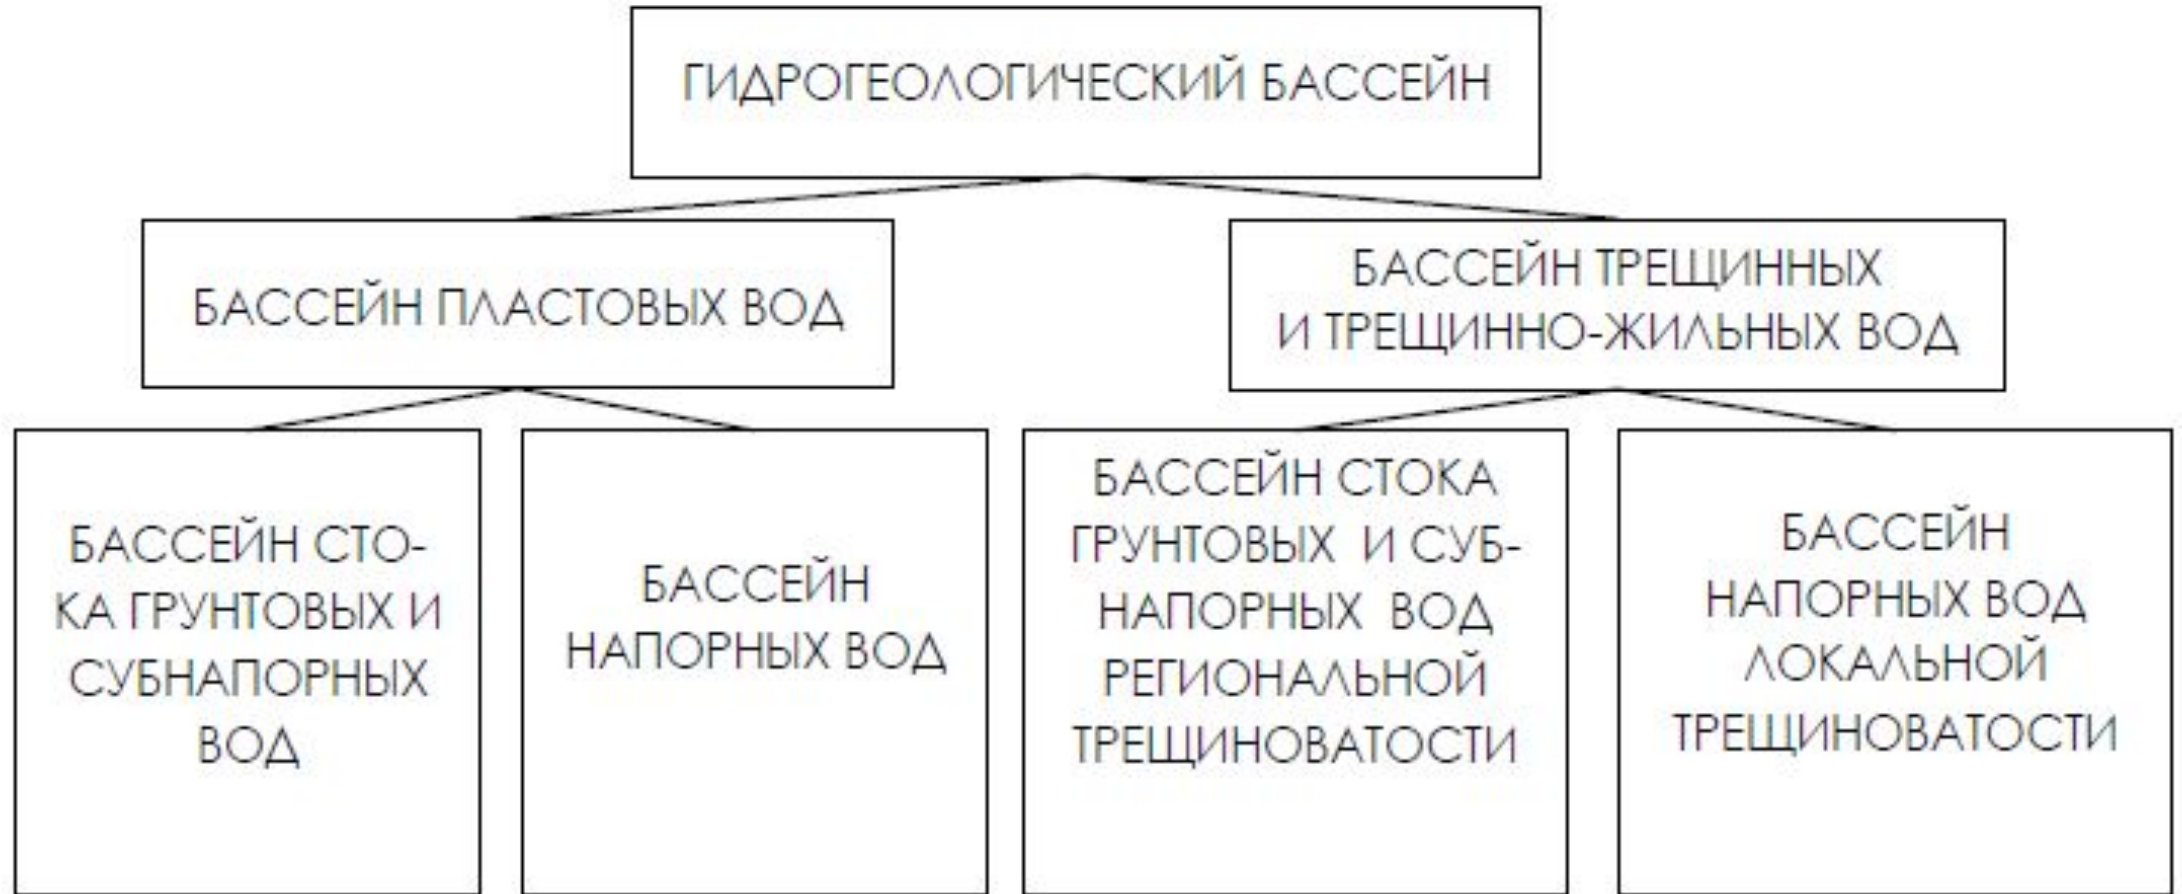 ГИДРОГЕОЛОГИЧЕСКИЙ БАССЕЙН
БАССЕЙН ПЛАСТОВЫХ ВОД
БАССЕЙН ТРЕЩИННЫХ
И ТРЕЩИННО-ЖИЛЬНЫХ ВОД
БАССЕЙН СТО-
КА ГРУНТОВЫХ И
СУБНАПОРНЫХ
ВОД
БАССЕЙН
НАПОРНЫХ ВОД
БАССЕЙН СТОКА
ГРУНТОВЫХ И СУБ-
НАПОРНЫХ ВОД
РЕГИОНАЛЬНОЙ
ТРЕЩИНОВАТОСТИ
БАССЕЙН
НАПОРНЫХ ВОД
ЛОКАЛЬНОЙ
ТРЕЩИНОВАТОСТИ